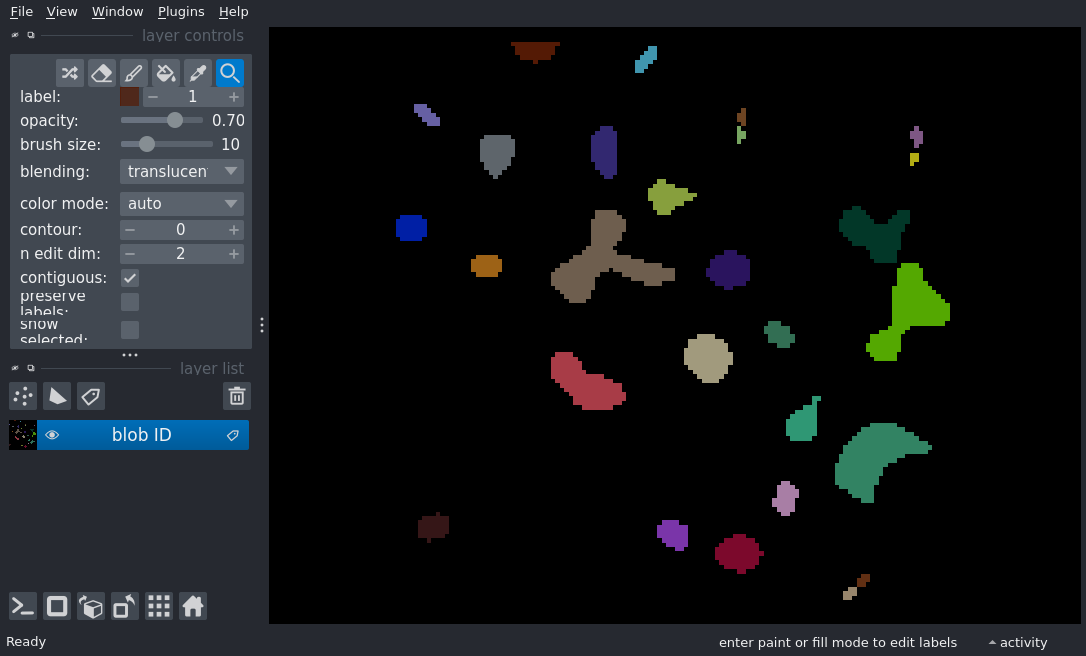 File View Window Plugins Help
layer controls
label: 1
opacity: 0.70
brush size: 10
blending: translucen
color mode: auto
contour: 0
n edit dim: 2
contiguous:
preserve
labels:
show
selected:
layer list
blob ID
Ready enter paint or fill mode to edit labels activity